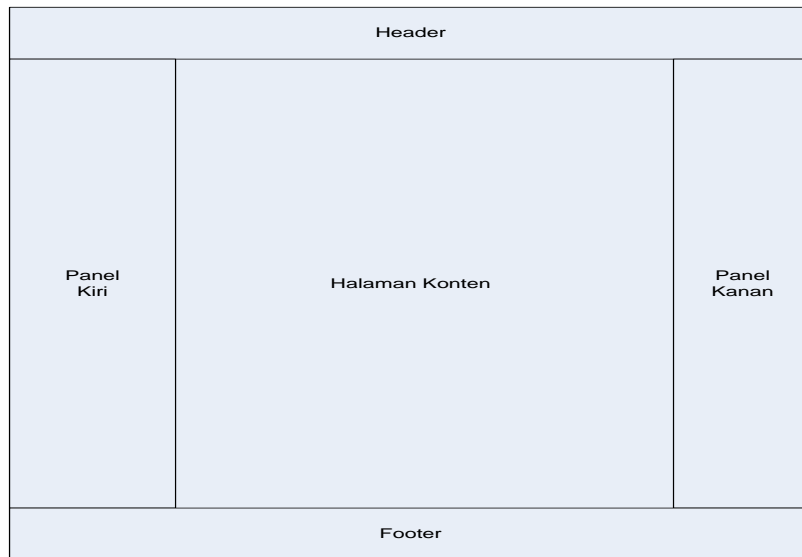 Header
Panel
Kiri
Halaman Konten
Panel
Kanan
Footer